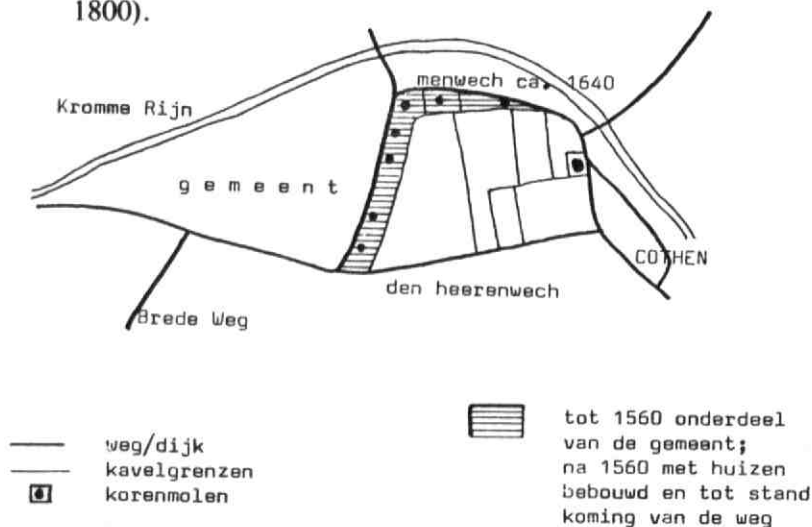 1800).
menwech ca. 1640
Kromme Rijn
gemeent
COTHEN
den heerenwech
Brede Weg
weg/dijk
kavelgrenzen
korenmolen
tot 1560 onderdeel
van de gemeent;
na 1560 met huizen
bebouwd en tot stand
koming van de weg